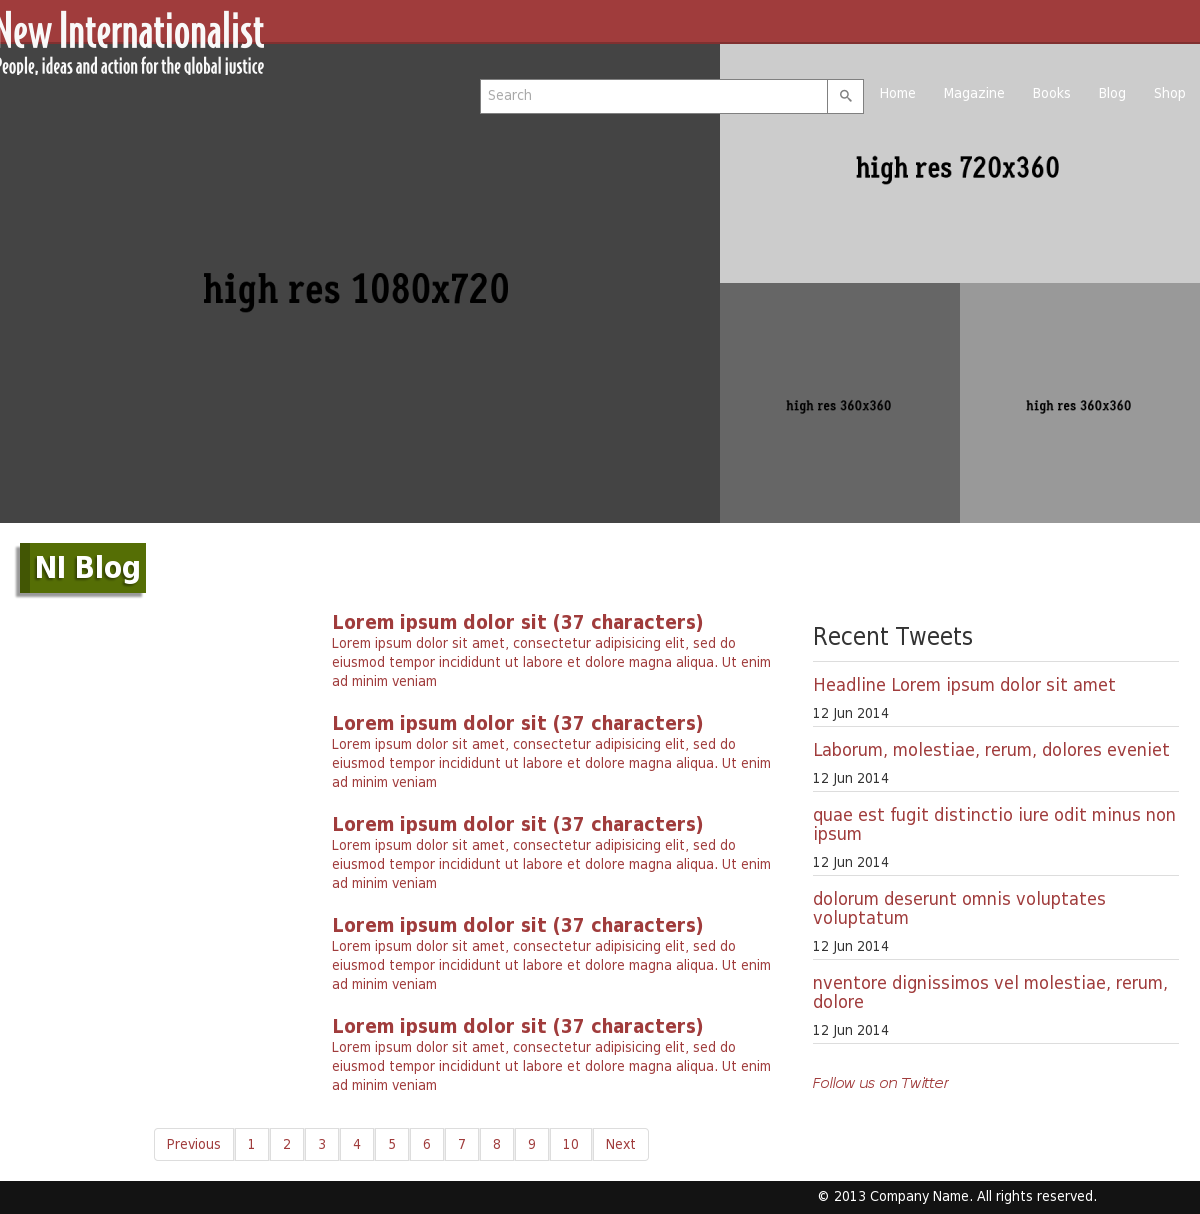 New Internationalist
People, ideas and action for the global justice
Search
Home Magazine Books Blog Shop
high res 720x360
high res 1080x720
high res 360x360
high res 360x360
NI Blog
Lorem ipsum dolor sit (37 characters)
Lorem ipsum dolor sit amet, consectetur adipisicing elit, sed do
eiusmod tempor incididunt ut labore et dolore magna aliqua. Ut enim
ad minim veniam
Lorem ipsum dolor sit (37 characters)
Lorem ipsum dolor sit amet, consectetur adipisicing elit, sed do
eiusmod tempor incididunt ut labore et dolore magna aliqua. Ut enim
ad minim veniam
Lorem ipsum dolor sit (37 characters)
Lorem ipsum dolor sit amet, consectetur adipisicing elit, sed do
eiusmod tempor incididunt ut labore et dolore magna aliqua. Ut enim
ad minim veniam
Lorem ipsum dolor sit (37 characters)
Lorem ipsum dolor sit amet, consectetur adipisicing elit, sed do
eiusmod tempor incididunt ut labore et dolore magna aliqua. Ut enim
ad minim veniam
Lorem ipsum dolor sit (37 characters)
Lorem ipsum dolor sit amet, consectetur adipisicing elit, sed do
eiusmod tempor incididunt ut labore et dolore magna aliqua. Ut enim
ad minim veniam
Previous 1 2 3 4 5 6 7 8 9 10 Next
Recent Tweets
Headline Lorem ipsum dolor sit amet
12 Jun 2014
Laborum, molestiae, rerum, dolores eveniet
12 Jun 2014
quae est fugit distinctio iure odit minus non
ipsum
12 Jun 2014
dolorum deserunt omnis voluptates
voluptatum
12 Jun 2014
nventore dignissimos vel molestiae, rerum,
dolore
12 Jun 2014
Follow us on Twitter
© 2013 Company Name. All rights reserved.